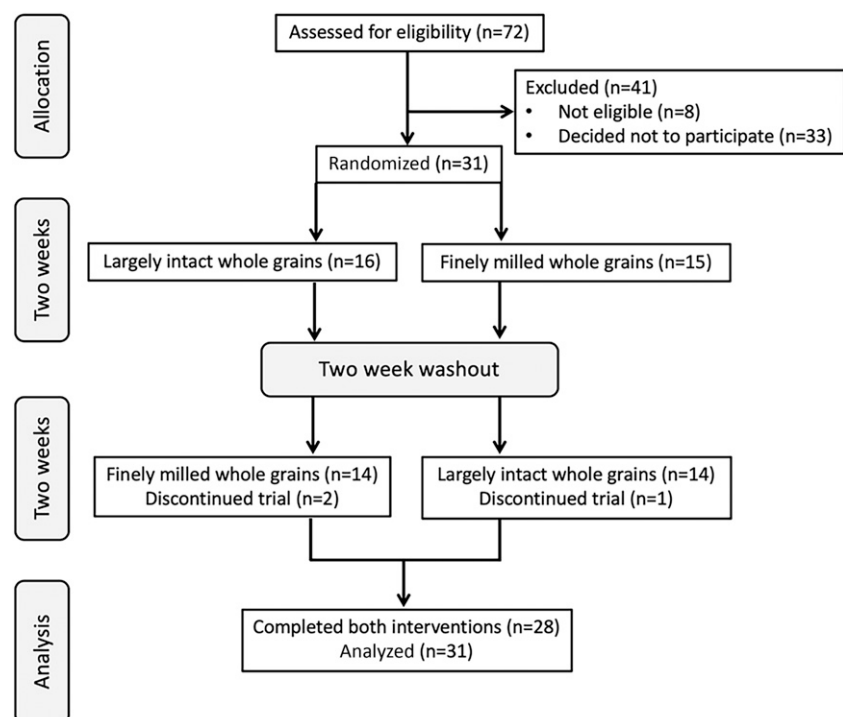 Allocation
Assessed for eligibility (n=72)
Excluded (n=41)
• Not eligible (n=8)
• Decided not to participate (n=33)
Randomized (n=31)
Two weeks
Largely intact whole grains (n=16)
Finely milled whole grains (n=15)
Two week washout
Two weeks
Finely milled whole grains (n=14)
Discontinued trial (n=2)
Largely intact whole grains (n=14)
Discontinued trial (n=1)
Analysis
Completed both interventions (n=28)
Analyzed (n=31)